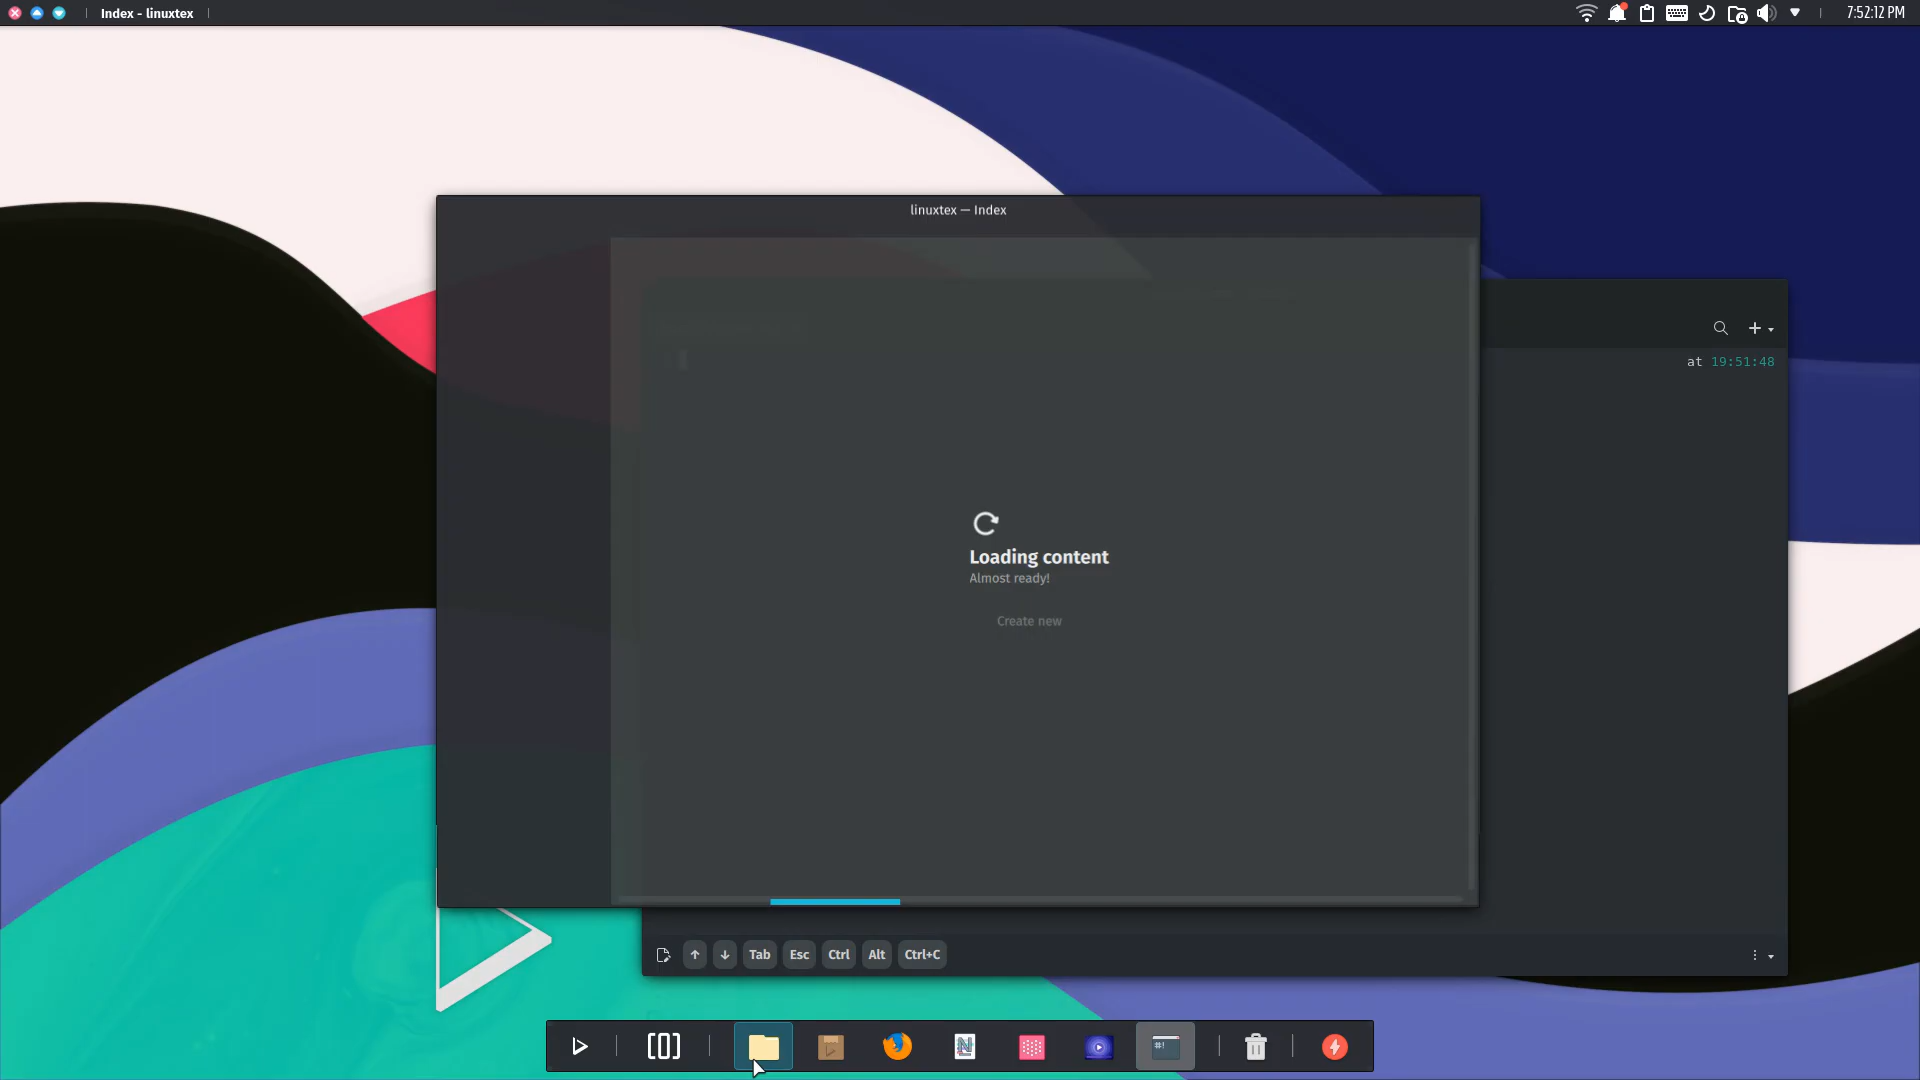 Index - linuxtex
7:52:12 PM
linuxtex — Index
at 19:51:48
Loading content
Almost ready!
Create new
Tab Esc Ctrl Alt Ctrl+C
#!